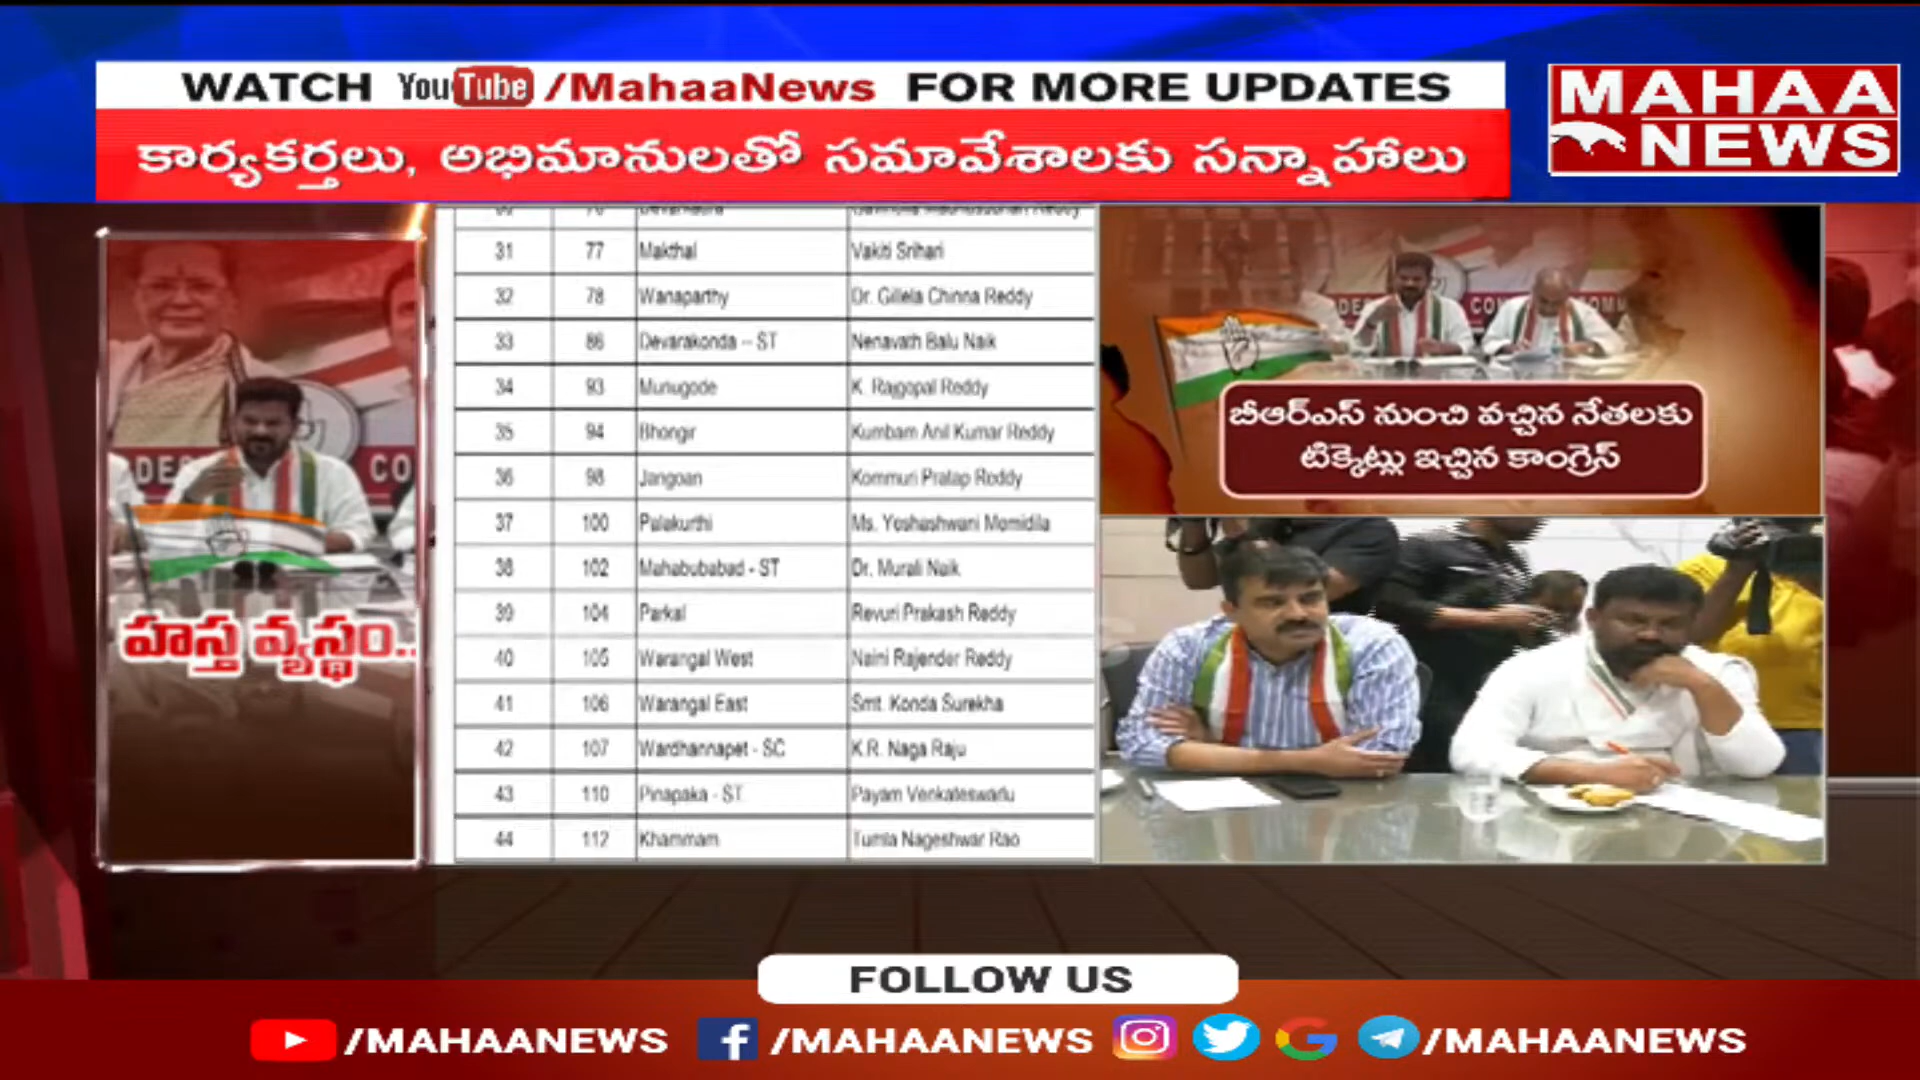 WATCH YouTube /MahaaNews FOR MORE UPDATES
MAHAA
NEWS
కార్యకర్తలు, అభిమానులతో సమావేశాలకు సన్నాహాలు
31 77 Makthal Vakiti Srihari
32 78 Wanaparthy Dr. Gillela Chinna Reddy
33 86 Devarakonda – ST Nenavath Balu Naik
34 93 Munugode K. Rajgopal Reddy
35 94 Bhongir Kumbam Anil Kumar Reddy
36 98 Jangoan Kommuri Pratap Reddy
37 100 Palakurthi Ms. Yeshashwani Momidila
38 102 Mahabubabad - ST Dr. Murali Naik
39 104 Parkal Revuri Prakash Reddy
40 105 Warangal West Naini Rajender Reddy
41 106 Warangal East Smt. Konda Surekha
42 107 Wardhannapet - SC K.R. Naga Raju
43 110 Pinapaka - ST Payam Venkateswarlu
44 112 Khammam Tumla Nageshwar Rao
హస్త వ్యస్థం..
బీఆర్ఎస్ నుంచి వచ్చిన నేతలకు
టిక్కెట్లు ఇచ్చిన కాంగ్రెస్
FOLLOW US
/MAHAANEWS /MAHAANEWS /MAHAANEWS